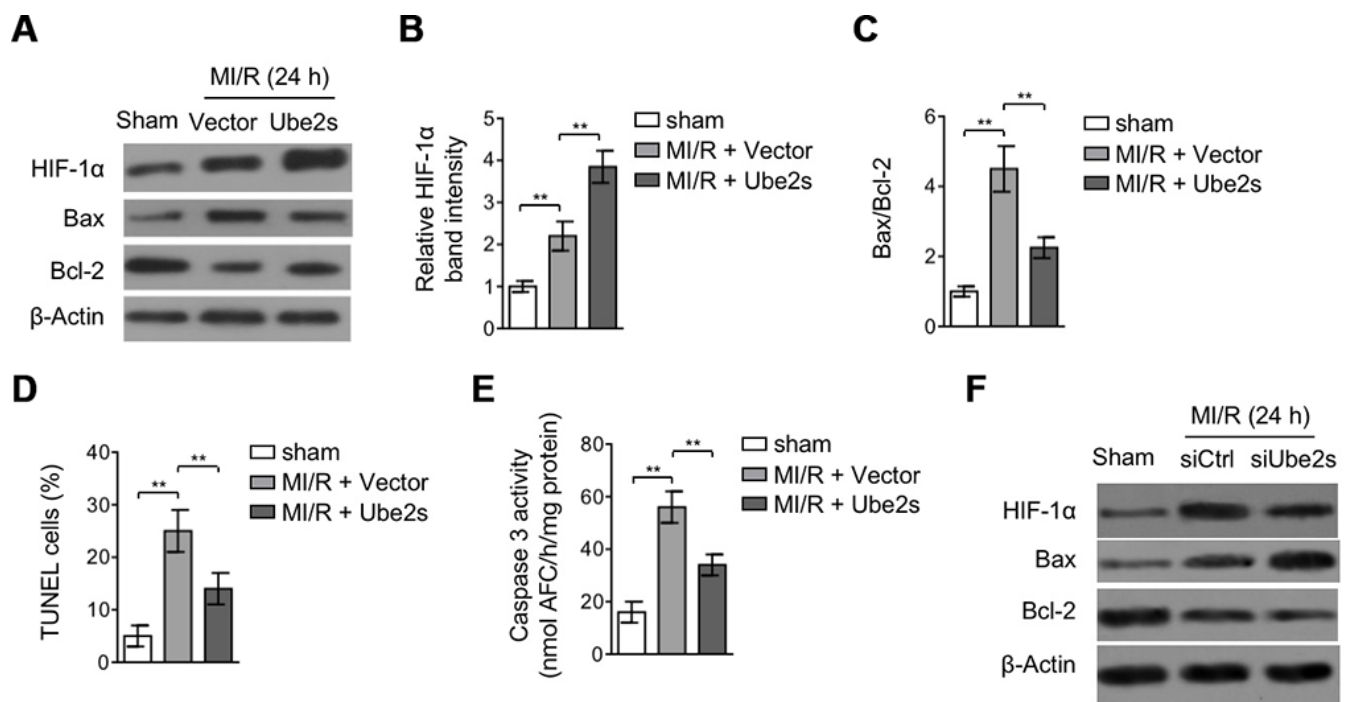 A
MI/R (24 h)
Sham Vector Ube2s
HIF-1α
Bax
Bcl-2
β-Actin
B
Relative HIF-1α
band intensity
5
4
3
2
1
0
**
**
sham
MI/R + Vector
MI/R + Ube2s
C
Bax/Bcl-2
6
4
2
0
**
**
sham
MI/R + Vector
MI/R + Ube2s
D
TUNEL cells (%)
40
30
20
10
0
**
**
sham
MI/R + Vector
MI/R + Ube2s
E
Caspase 3 activity
(nmol AFC/h/mg protein)
80
60
40
20
0
**
**
sham
MI/R + Vector
MI/R + Ube2s
F
MI/R (24 h)
Sham siCtrl siUbe2s
HIF-1α
Bax
Bcl-2
β-Actin